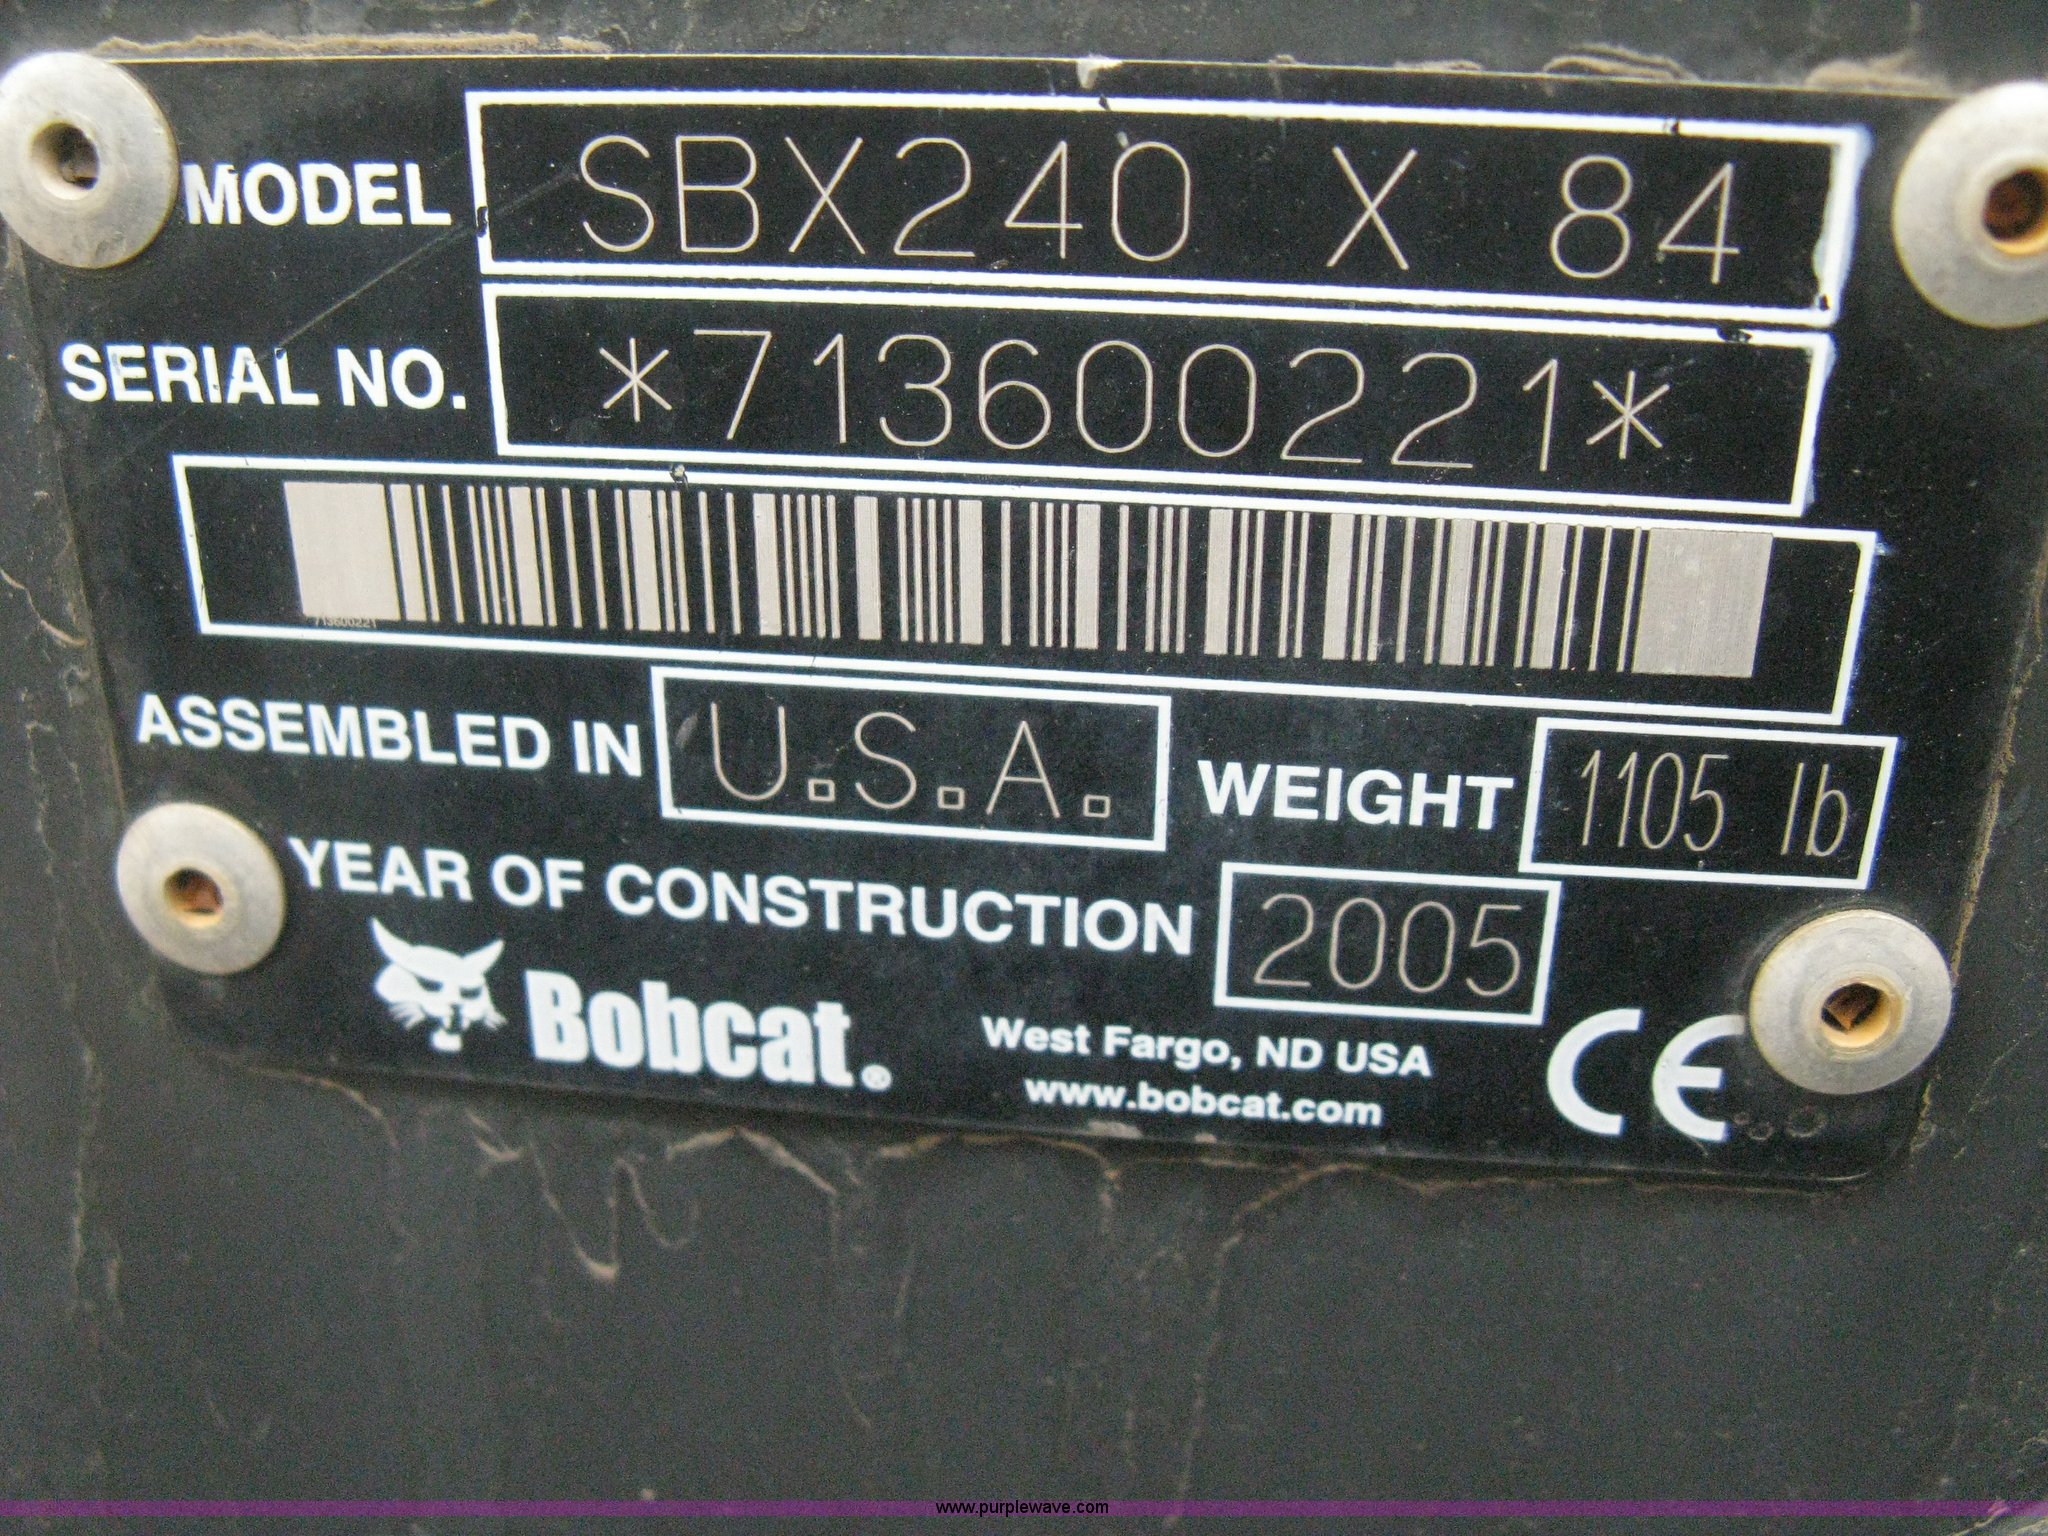 MODEL SBX240 X 84
SERIAL NO. *713600221*
713600221
ASSEMBLED IN U.S.A. WEIGHT 1105 lb
YEAR OF CONSTRUCTION 2005
Bobcat®
West Fargo, ND USA
www.bobcat.com
CE
www.purplewave.com